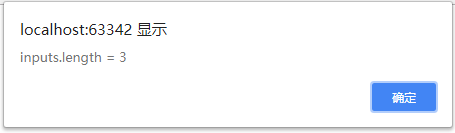 localhost:63342 显示
inputs.length = 3
确定